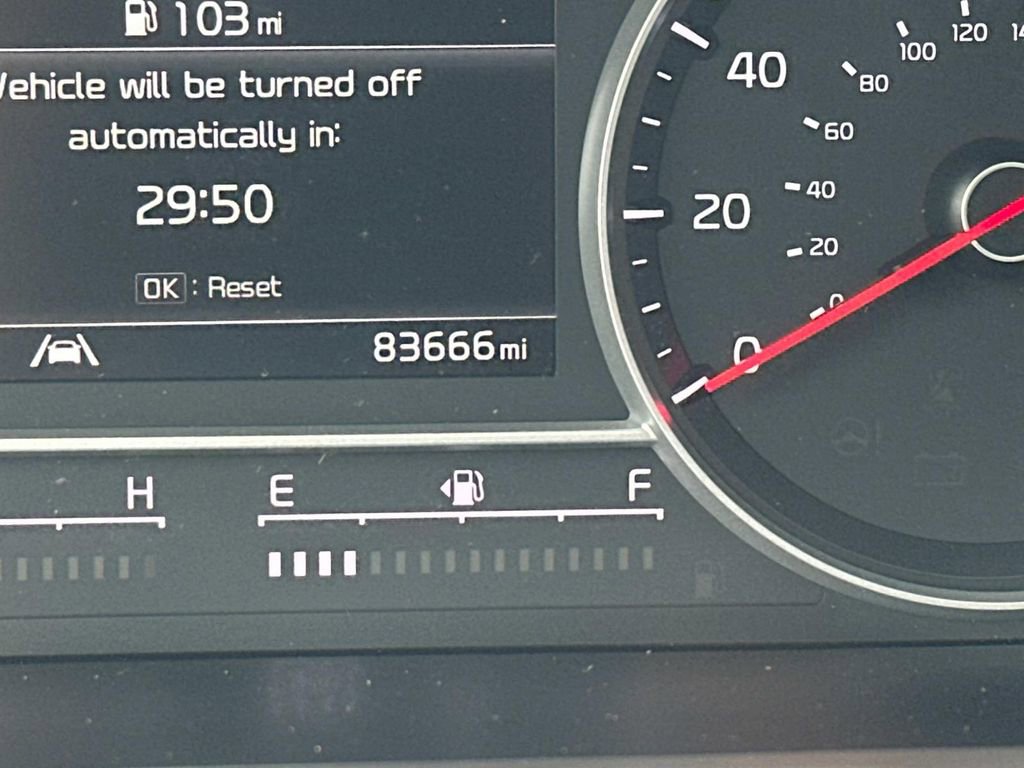 103 mi
Vehicle will be turned off
automatically in:
29:50
OK : Reset
83666 mi
H
E
F
40
20
0
120
100
80
60
40
20
0